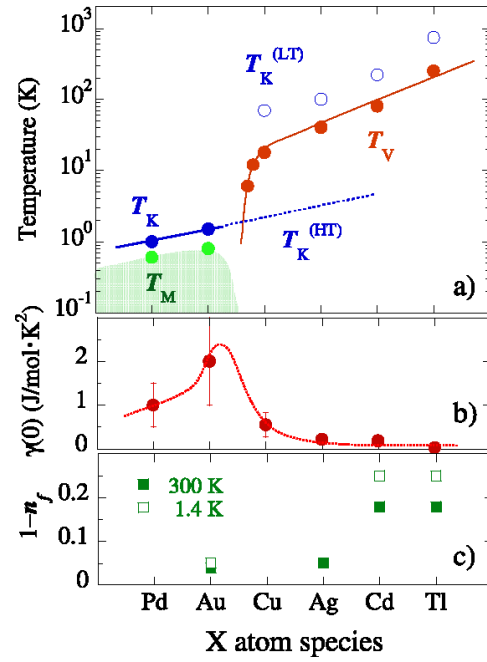 10³
10²
10¹
10⁰
10⁻¹
Temperature (K)
T_K^(LT)
T_V
T_K
T_K^(HT)
T_M
a)
2
1
0
γ(0) (J/mol·K²)
b)
0.2
0.1
0
1−n_f
300 K
1.4 K
c)
Pd Au Cu Ag Cd Tl
X atom species